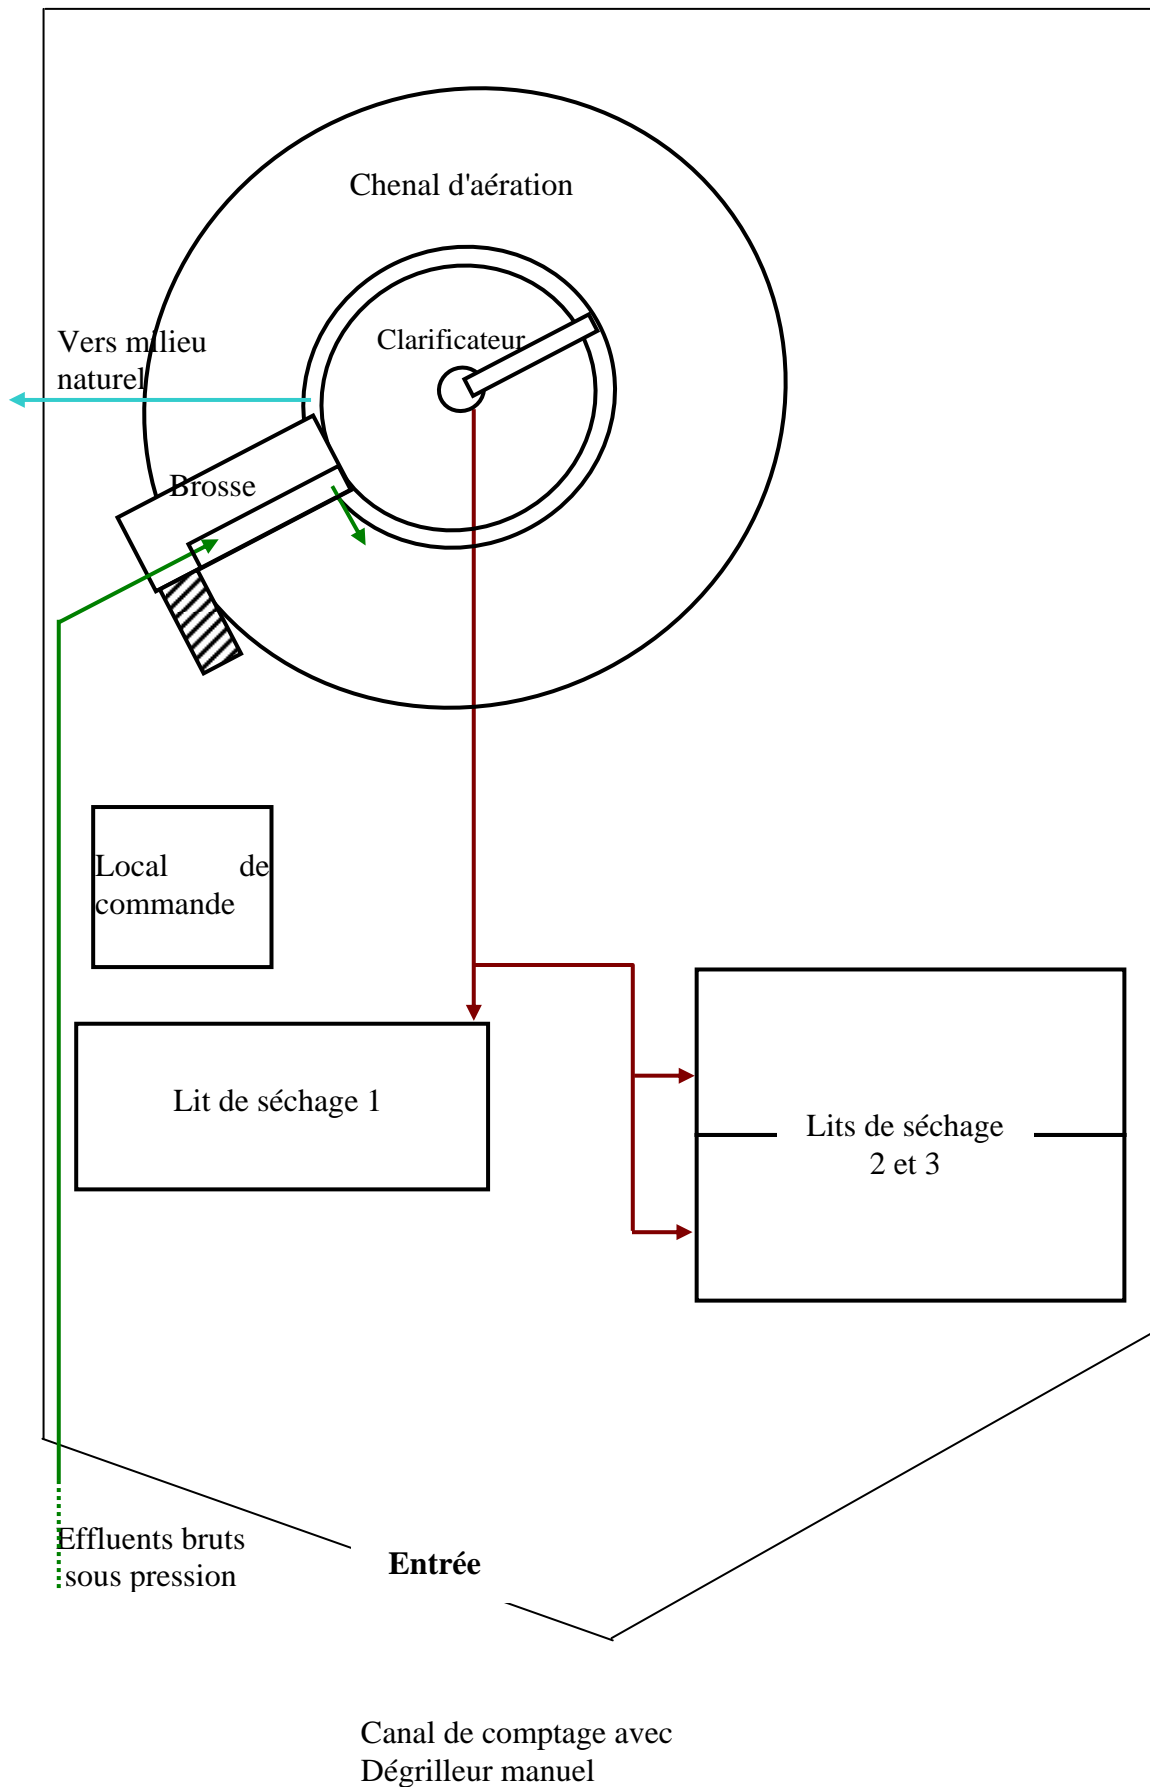 Chenal d'aération
Clarificateur
Vers milieu
naturel
Brosse
Local de
commande
Lit de séchage 1
Lits de séchage
2 et 3
Effluents bruts
sous pression
Entrée
Canal de comptage avec
Dégrilleur manuel